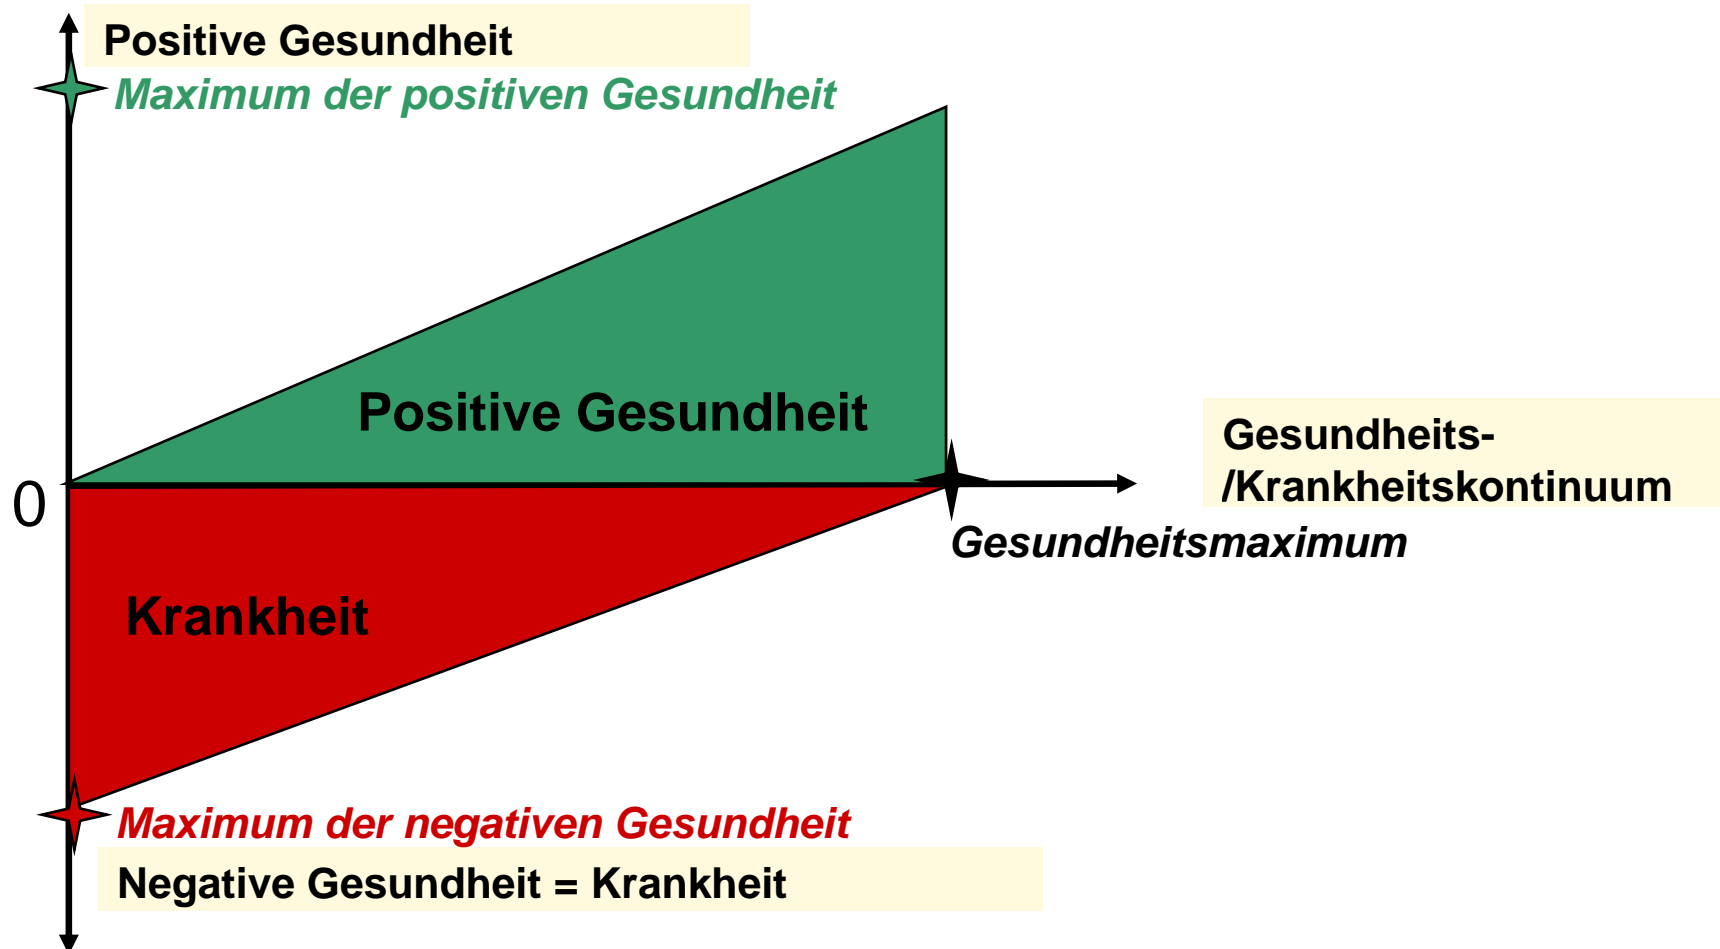 Positive Gesundheit
Maximum der positiven Gesundheit
Positive Gesundheit
Gesundheits-
/Krankheitskontinuum
0
Gesundheitsmaximum
Krankheit
Maximum der negativen Gesundheit
Negative Gesundheit = Krankheit